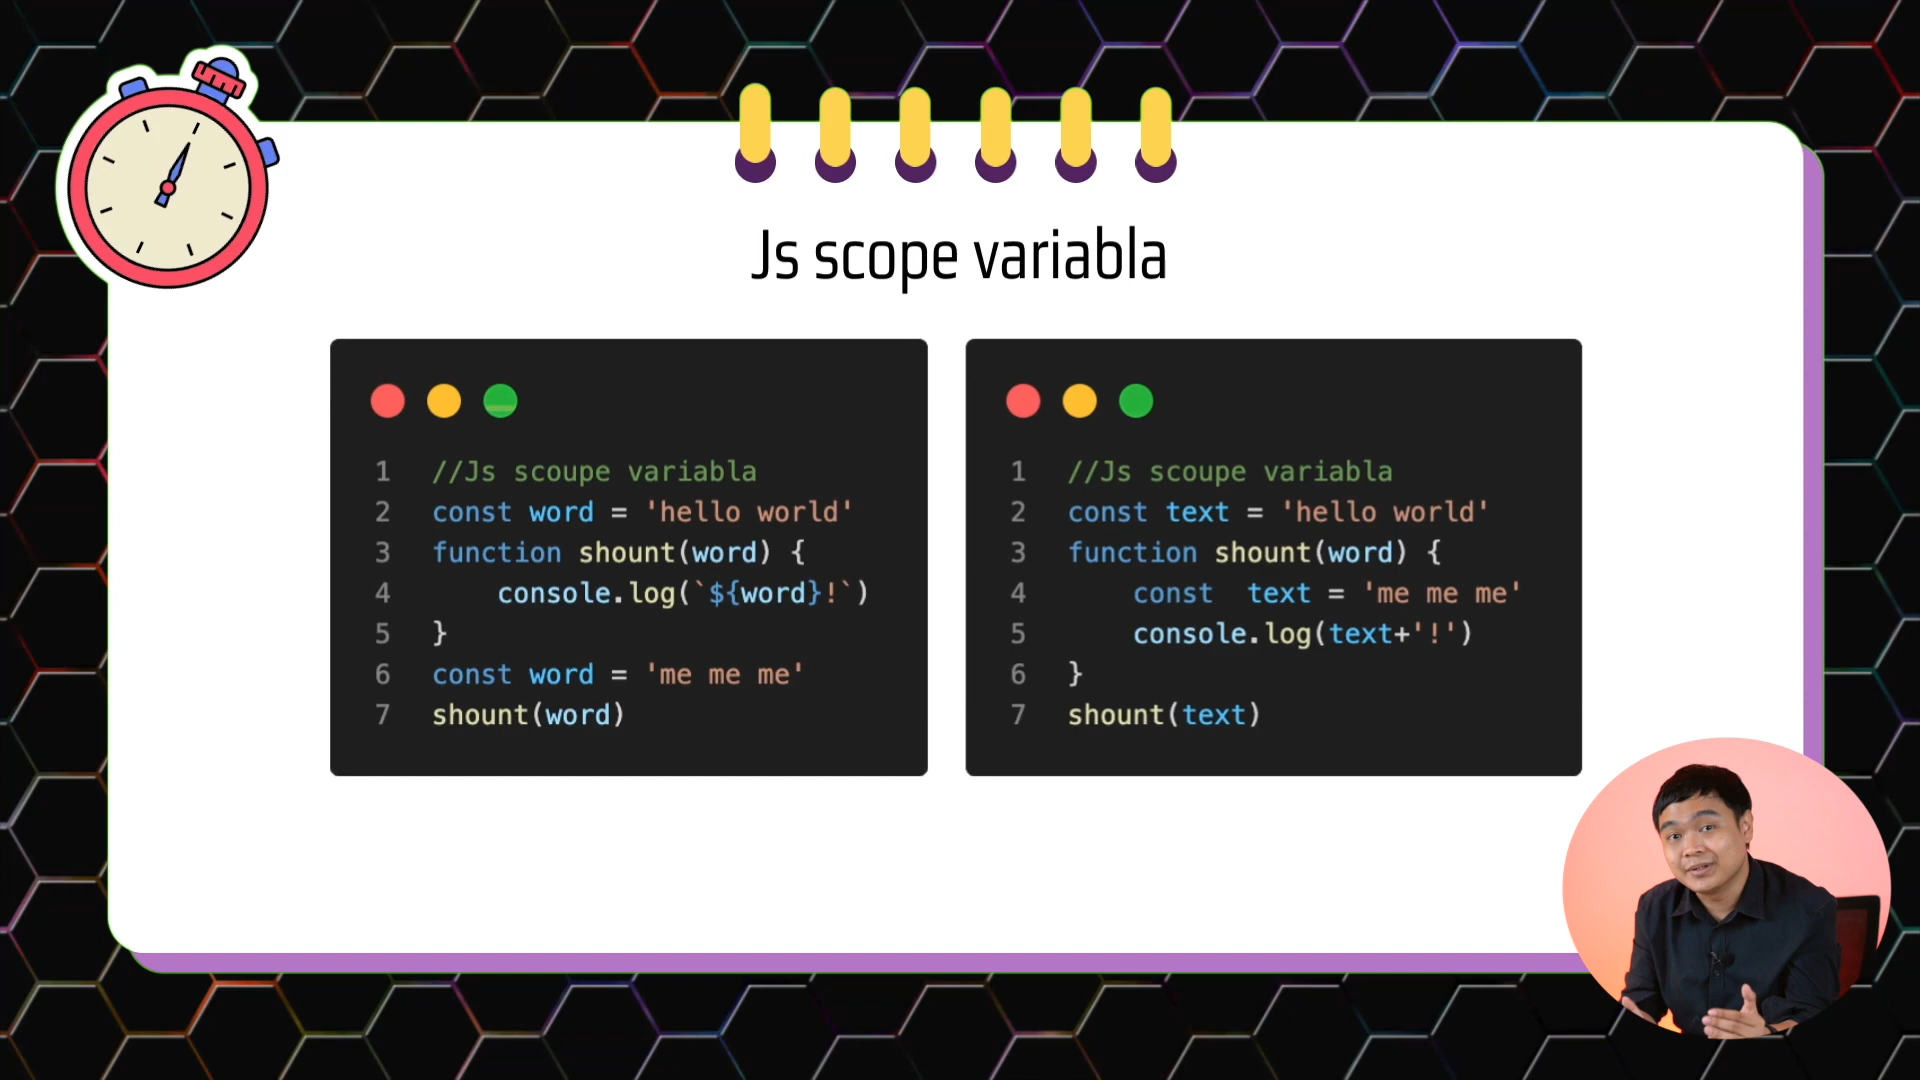 Js scope variabla
1 //Js scoupe variabla
2 const word = 'hello world'
3 function shount(word) {
4     console.log(`${word}!`)
5 }
6 const word = 'me me me'
7 shount(word)
1 //Js scoupe variabla
2 const text = 'hello world'
3 function shount(word) {
4     const  text = 'me me me'
5     console.log(text+'!')
6 }
7 shount(text)